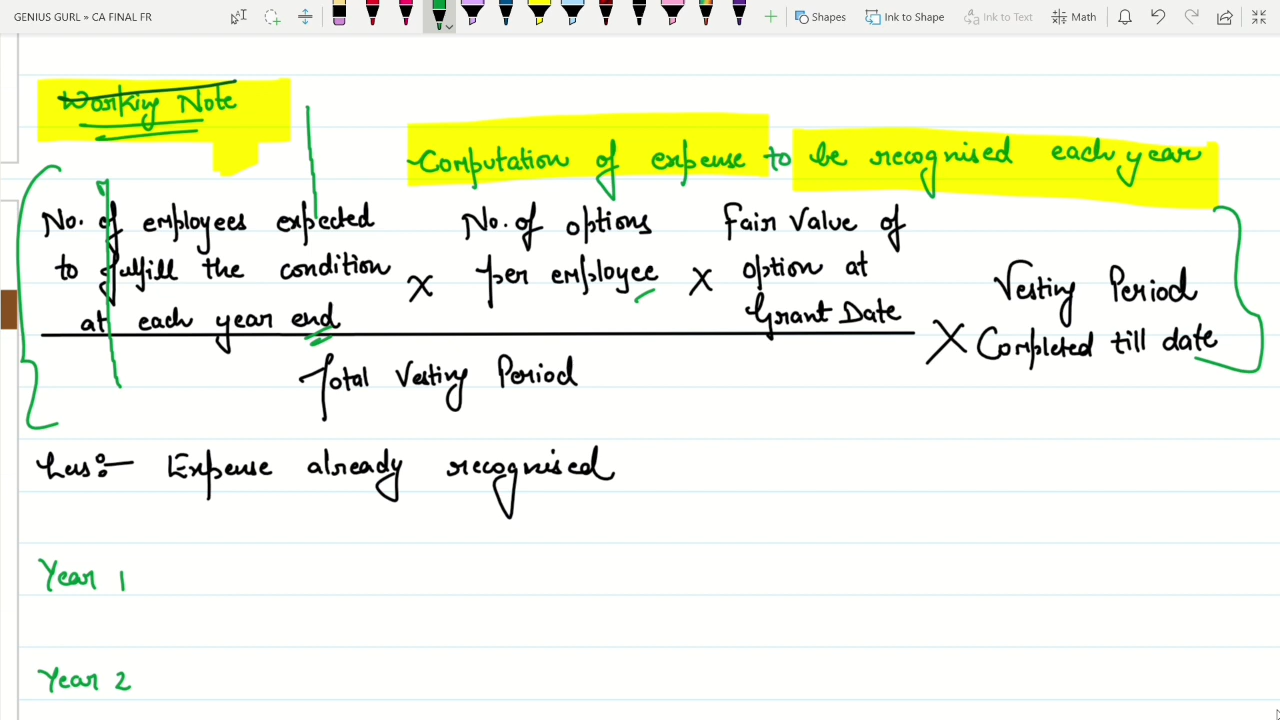 GENIUS GURL » CA FINAL FR
Shapes
Ink to Shape
Ink to Text
Math
Working Note
Computation of expense to be recognised each year
No. of employees expected
to fulfill the condition
at each year end
X
No. of options
per employee
X
Fair Value of
option at
Grant Date
Total Vesting Period
X
Vesting Period
Completed till date
Less:- Expense already recognised
Year 1
Year 2